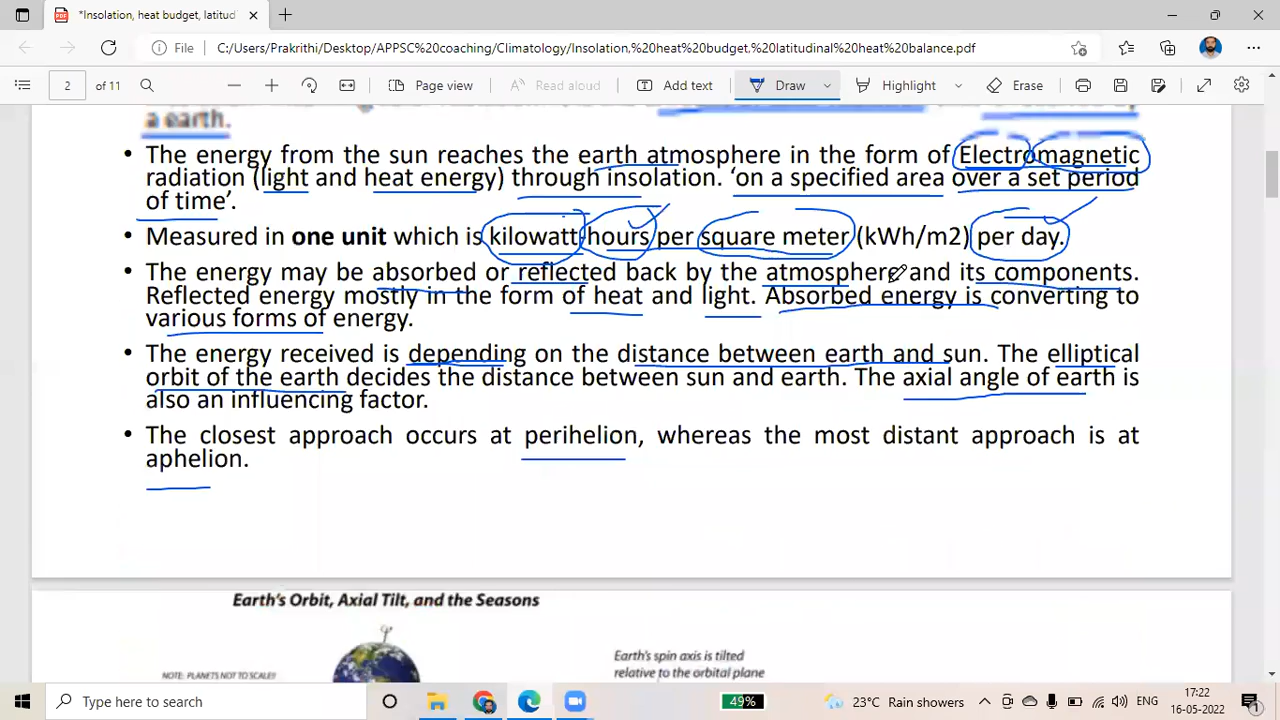 *Insolation, heat budget, latitud
File
C:/Users/Prakrithi/Desktop/APPSC%20coaching/Climatology/Insolation,%20heat%20budget,%20latitudinal%20heat%20balance.pdf
2 of 11
Page view
Read aloud
Add text
Draw
Highlight
Erase
a earth.
• The energy from the sun reaches the earth atmosphere in the form of Electromagnetic
radiation (light and heat energy) through insolation. ‘on a specified area over a set period
of time’.
• Measured in one unit which is kilowatt hours per square meter (kWh/m2) per day.
• The energy may be absorbed or reflected back by the atmosphere and its components.
Reflected energy mostly in the form of heat and light. Absorbed energy is converting to
various forms of energy.
• The energy received is depending on the distance between earth and sun. The elliptical
orbit of the earth decides the distance between sun and earth. The axial angle of earth is
also an influencing factor.
• The closest approach occurs at perihelion, whereas the most distant approach is at
aphelion.
Earth's Orbit, Axial Tilt, and the Seasons
NOTE: PLANETS NOT TO SCALE!!
Earth's spin axis is tilted
relative to the orbital plane
Type here to search
49%
23°C Rain showers
ENG
17:22
16-05-2022